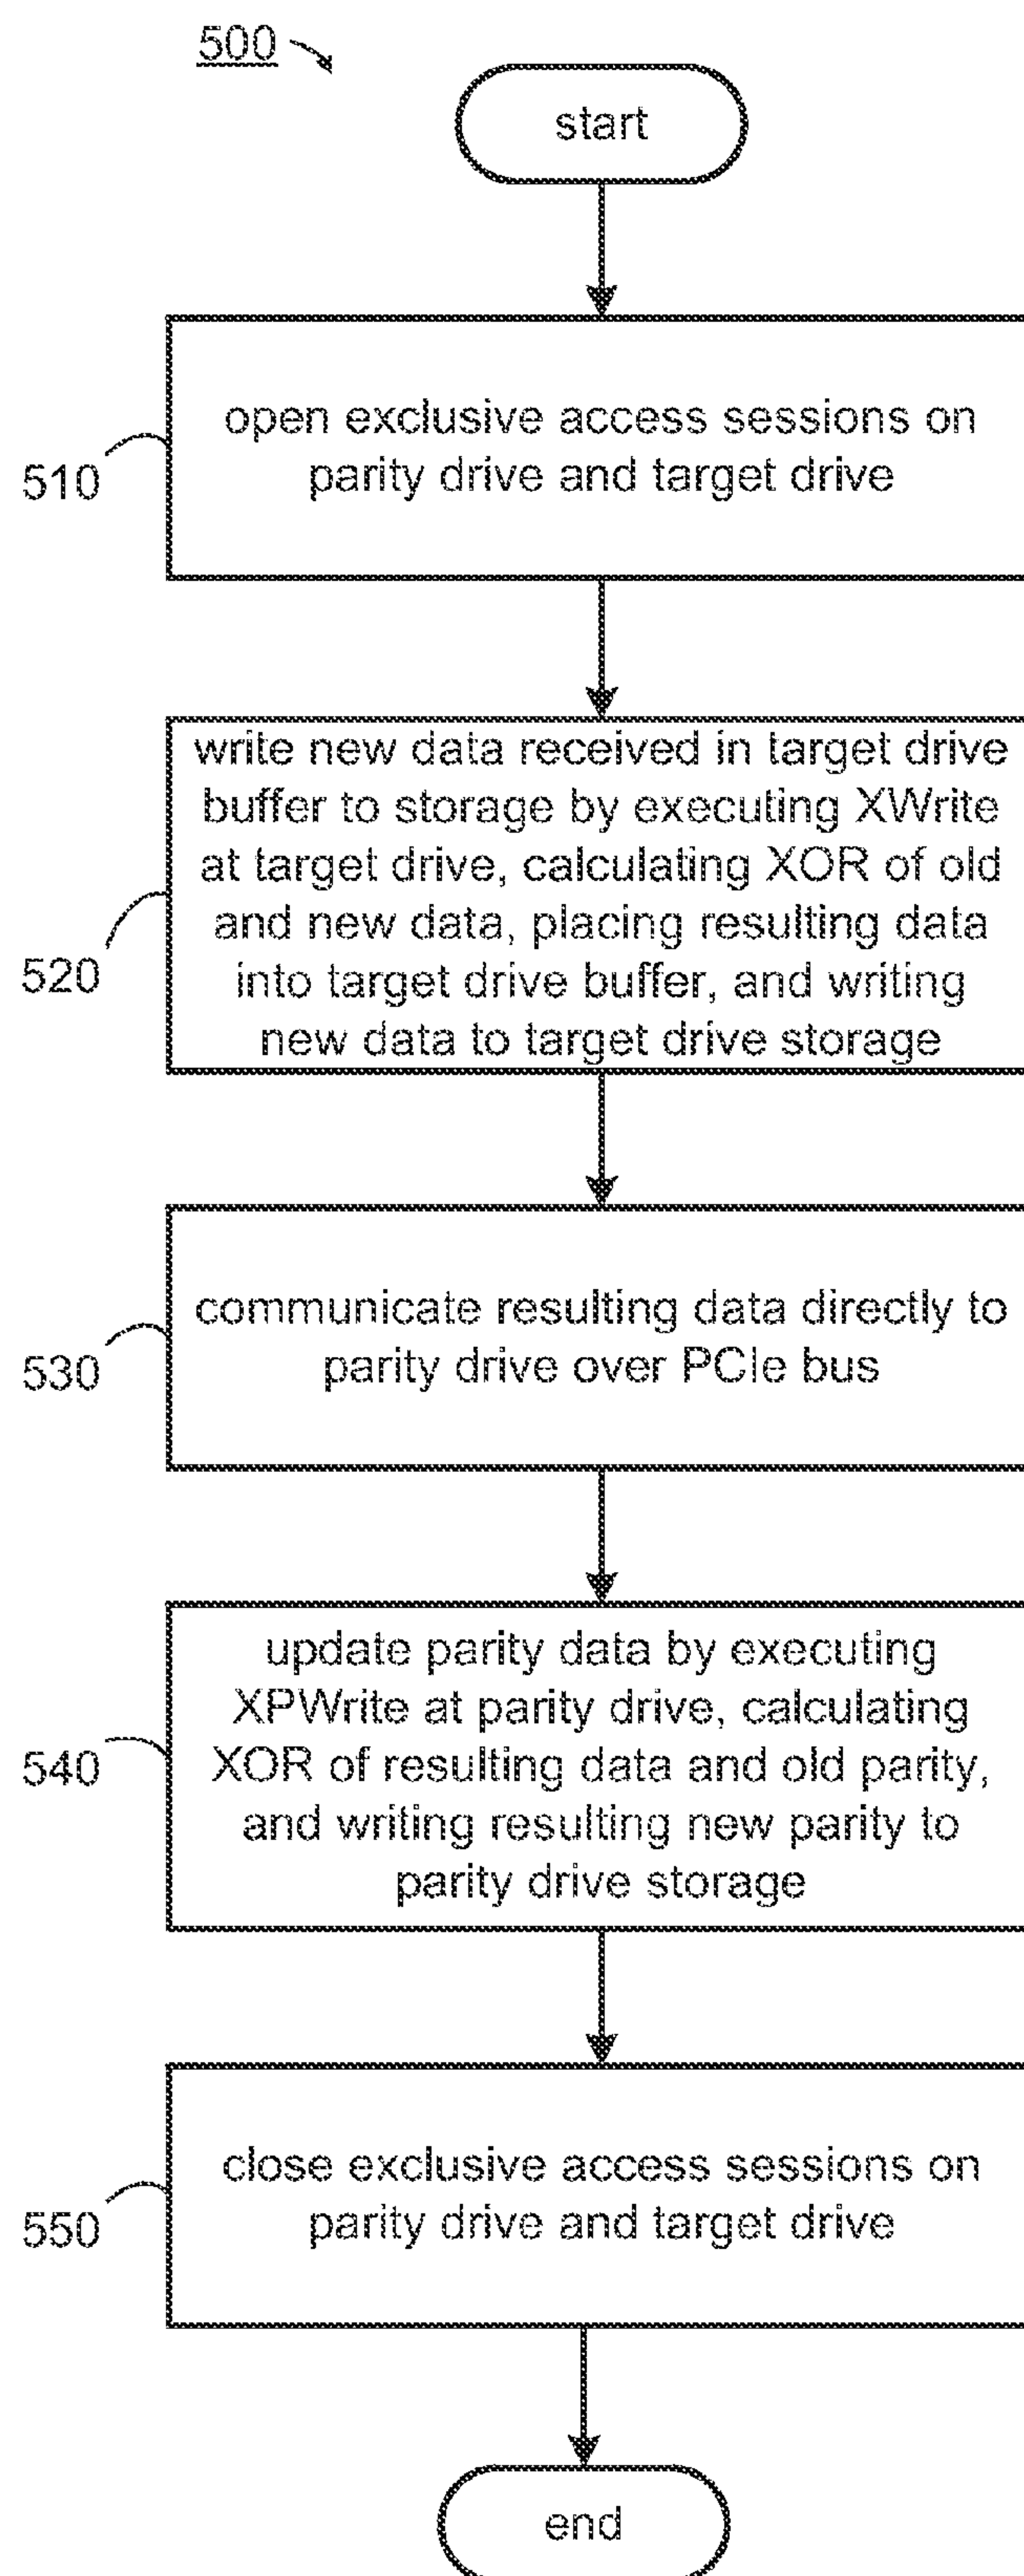 500
start
open exclusive access sessions on
parity drive and target drive
510
write new data received in target drive
buffer to storage by executing XWrite
at target drive, calculating XOR of old
and new data, placing resulting data
into target drive buffer, and writing
new data to target drive storage
520
communicate resulting data directly to
parity drive over PCIe bus
530
update parity data by executing
XPWrite at parity drive, calculating
XOR of resulting data and old parity,
and writing resulting new parity to
parity drive storage
540
close exclusive access sessions on
parity drive and target drive
550
end